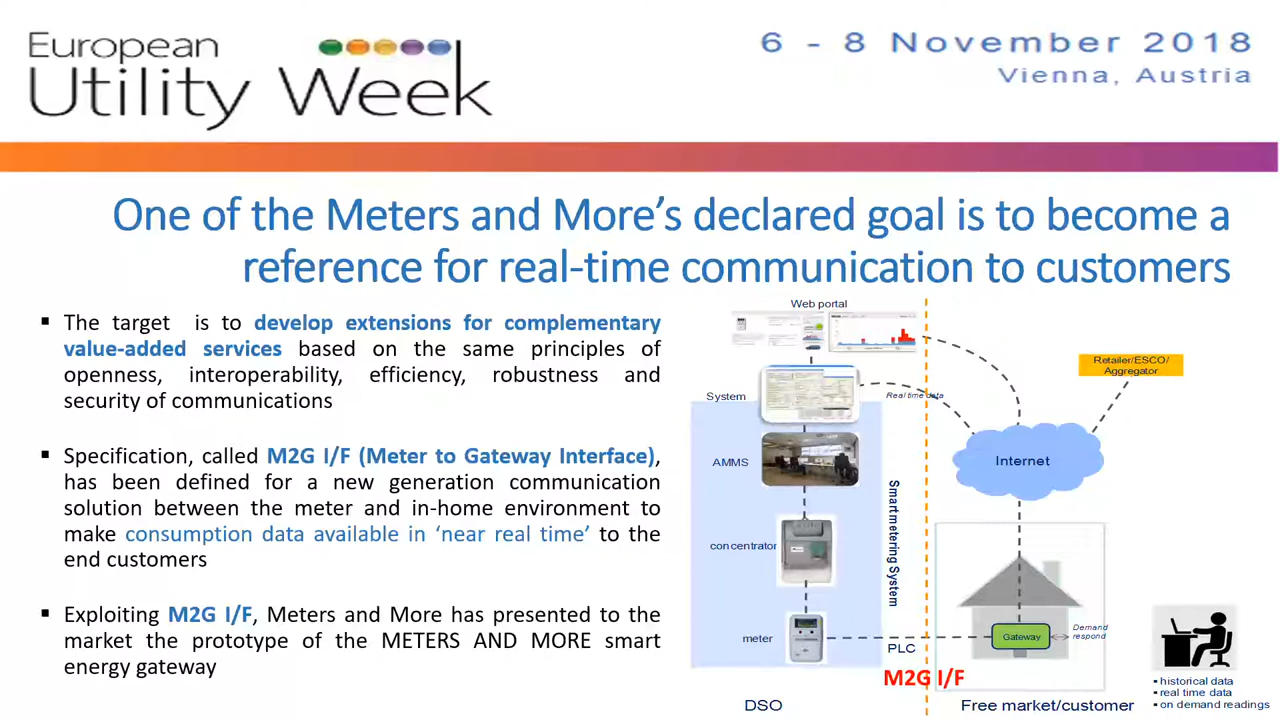 European
Utility Week
6 - 8 November 2018
Vienna, Austria
One of the Meters and More’s declared goal is to become a
reference for real-time communication to customers
▪ The target is to develop extensions for complementary
value-added services based on the same principles of
openness, interoperability, efficiency, robustness and
security of communications
▪ Specification, called M2G I/F (Meter to Gateway Interface),
has been defined for a new generation communication
solution between the meter and in-home environment to
make consumption data available in ‘near real time’ to the
end customers
▪ Exploiting M2G I/F, Meters and More has presented to the
market the prototype of the METERS AND MORE smart
energy gateway
Web portal
System
Real time data
Retailer/ESCO/
Aggregator
AMMS
Internet
Smart metering System
concentrator
meter
PLC
M2G I/F
Gateway
Demand
respond
DSO
Free market/customer
▪ historical data
▪ real time data
▪ on demand readings